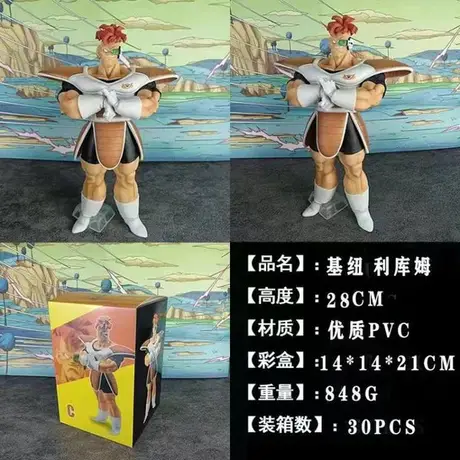 C
【品名】: 基纽 利库姆
【高度】: 28CM
【材质】: 优质PVC
【彩盒】:14*14*21CM
【重量】: 848G
【装箱数】: 30PCS